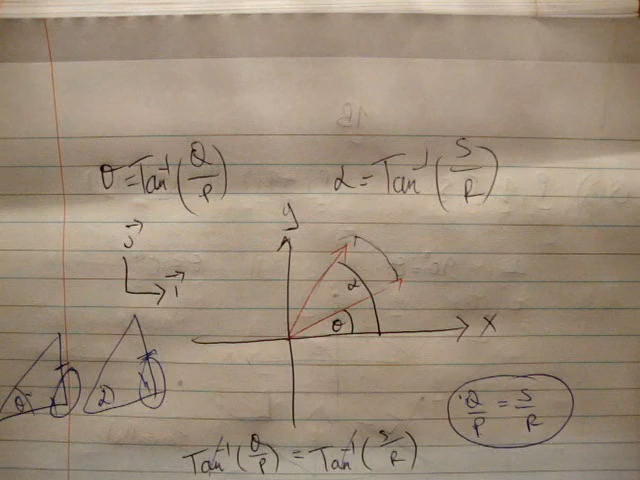 θ = Tan⁻¹(Q/P)
α = Tan⁻¹(S/R)
y
j
i
α
θ
x
θ
α
Q/P = S/R
Tan⁻¹(Q/P) = Tan⁻¹(S/R)